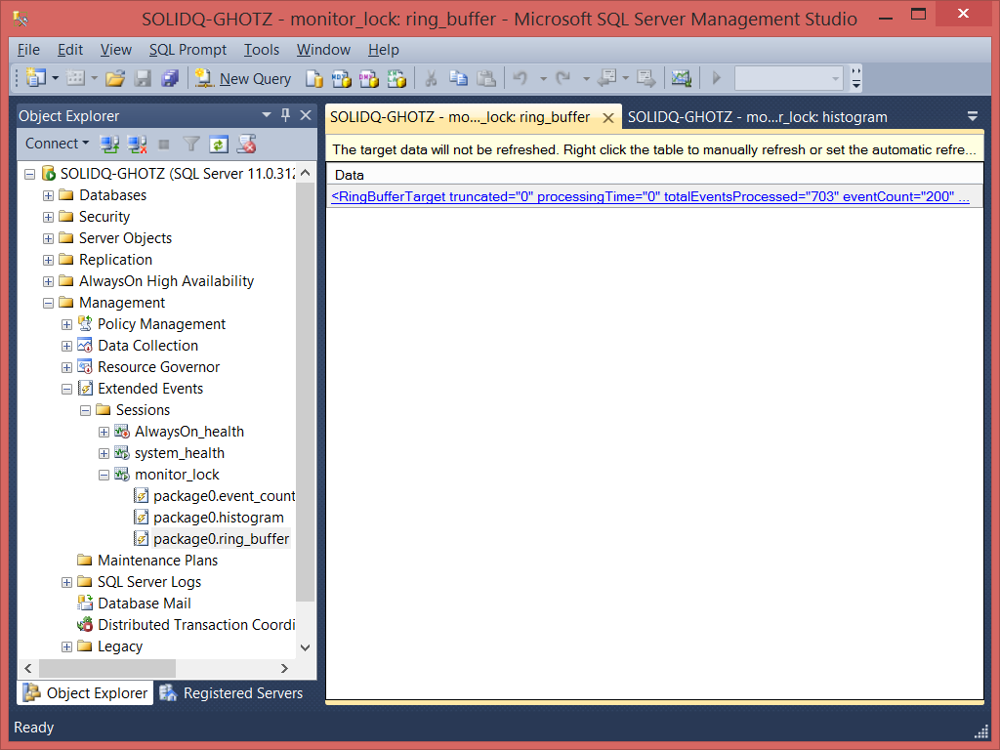 SOLIDQ-GHOTZ - monitor_lock: ring_buffer - Microsoft SQL Server Management Studio
File Edit View SQL Prompt Tools Window Help
New Query
Object Explorer
SOLIDQ-GHOTZ - mo..._lock: ring_buffer
SOLIDQ-GHOTZ - mo...r_lock: histogram
Connect
The target data will not be refreshed. Right click the table to manually refresh or set the automatic refre...
Data
<RingBufferTarget truncated="0" processingTime="0" totalEventsProcessed="703" eventCount="200" ...
SOLIDQ-GHOTZ (SQL Server 11.0.312
Databases
Security
Server Objects
Replication
AlwaysOn High Availability
Management
Policy Management
Data Collection
Resource Governor
Extended Events
Sessions
AlwaysOn_health
system_health
monitor_lock
package0.event_count
package0.histogram
package0.ring_buffer
Maintenance Plans
SQL Server Logs
Database Mail
Distributed Transaction Coordi
Legacy
Object Explorer
Registered Servers
Ready